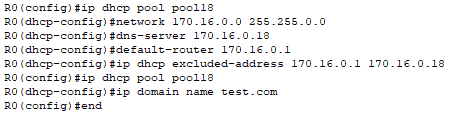 R0(config)#ip dhcp pool pool18
R0(dhcp-config)#network 170.16.0.0 255.255.0.0
R0(dhcp-config)#dns-server 170.16.0.18
R0(dhcp-config)#default-router 170.16.0.1
R0(dhcp-config)#ip dhcp excluded-address 170.16.0.1 170.16.0.18
R0(config)#ip dhcp pool pool18
R0(dhcp-config)#ip domain name test.com
R0(config)#end